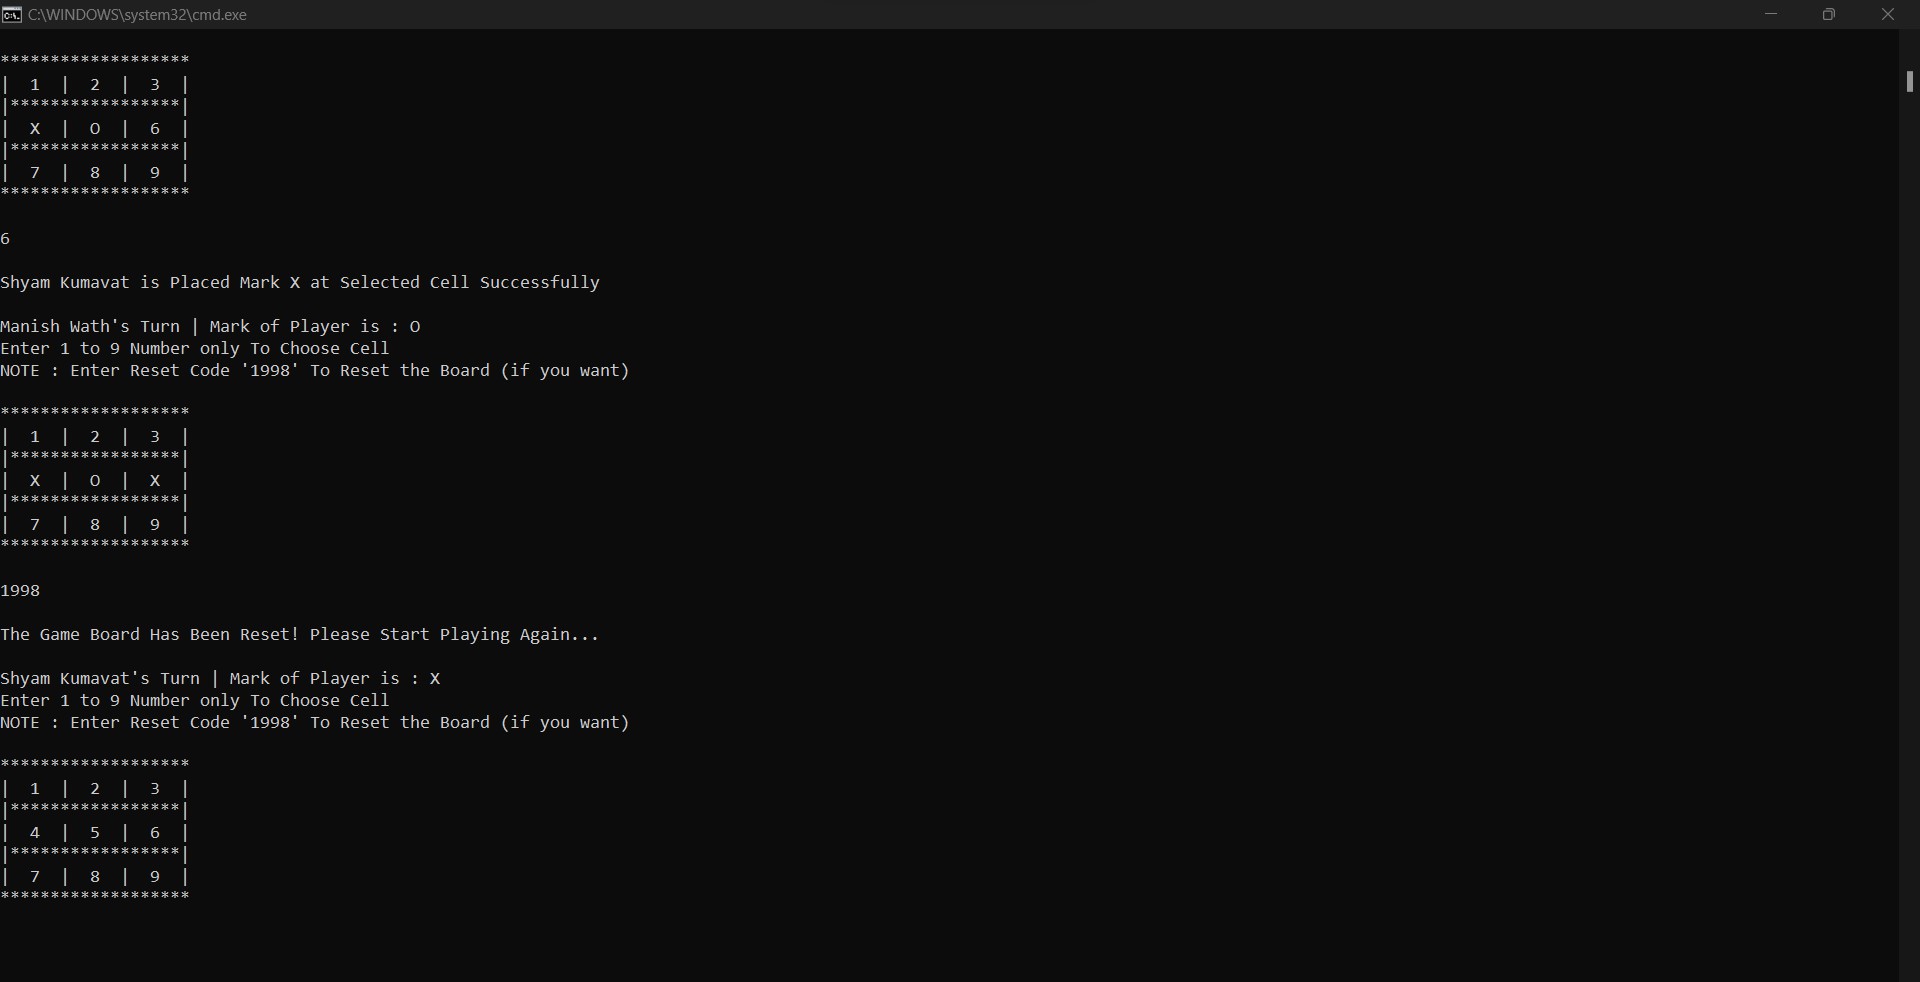 C:\WINDOWS\system32\cmd.exe
*******************
|  1  |  2  |  3  |
|*****************|
|  X  |  O  |  6  |
|*****************|
|  7  |  8  |  9  |
*******************
6
Shyam Kumavat is Placed Mark X at Selected Cell Successfully
Manish Wath's Turn | Mark of Player is : O
Enter 1 to 9 Number only To Choose Cell
NOTE : Enter Reset Code '1998' To Reset the Board (if you want)
*******************
|  1  |  2  |  3  |
|*****************|
|  X  |  O  |  X  |
|*****************|
|  7  |  8  |  9  |
*******************
1998
The Game Board Has Been Reset! Please Start Playing Again...
Shyam Kumavat's Turn | Mark of Player is : X
Enter 1 to 9 Number only To Choose Cell
NOTE : Enter Reset Code '1998' To Reset the Board (if you want)
*******************
|  1  |  2  |  3  |
|*****************|
|  4  |  5  |  6  |
|*****************|
|  7  |  8  |  9  |
*******************